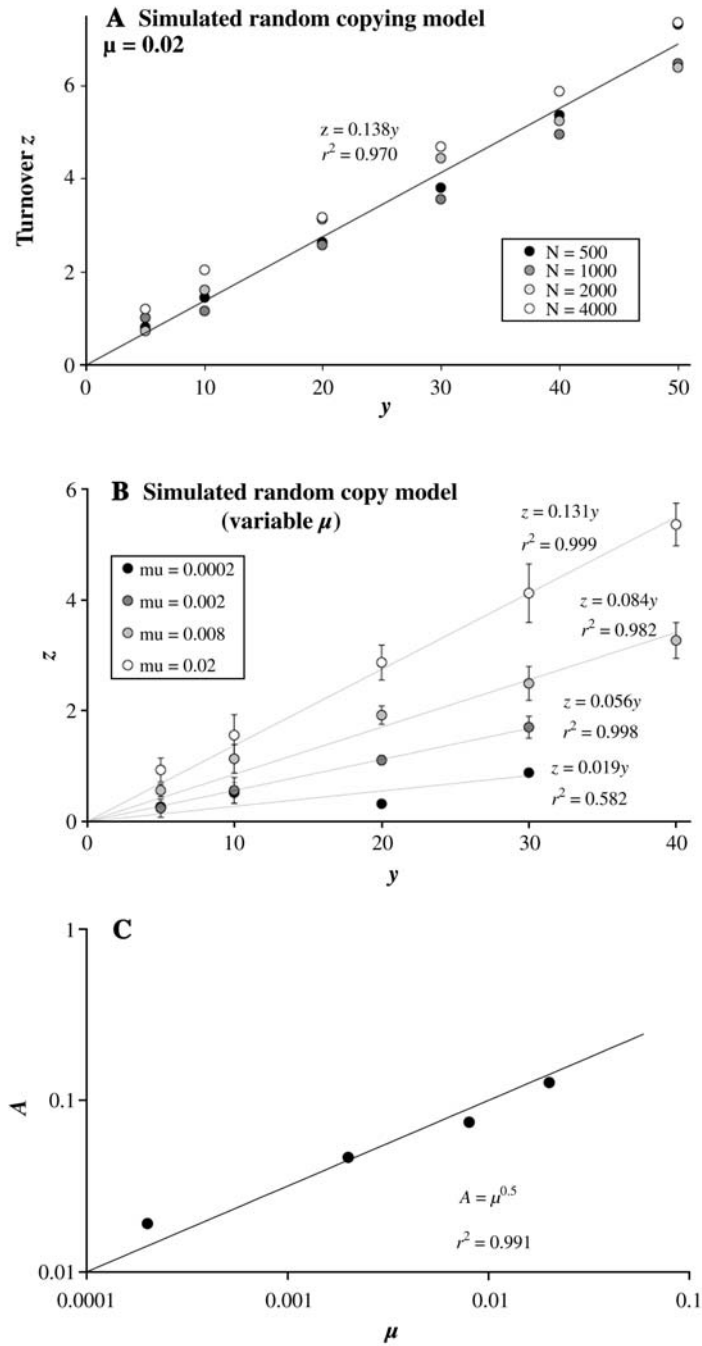 A Simulated random copying model
μ = 0.02
Turnover z
6
4
2
0
z = 0.138y
r² = 0.970
N = 500
N = 1000
N = 2000
N = 4000
0 10 20 30 40 50
y
B Simulated random copy model
(variable μ)
z
6
4
2
0
mu = 0.0002
mu = 0.002
mu = 0.008
mu = 0.02
z = 0.131y
r² = 0.999
z = 0.084y
r² = 0.982
z = 0.056y
r² = 0.998
z = 0.019y
r² = 0.582
0 10 20 30 40
y
C
A
1
0.1
0.01
A = μ⁰·⁵
r² = 0.991
0.0001 0.001 0.01 0.1
μ